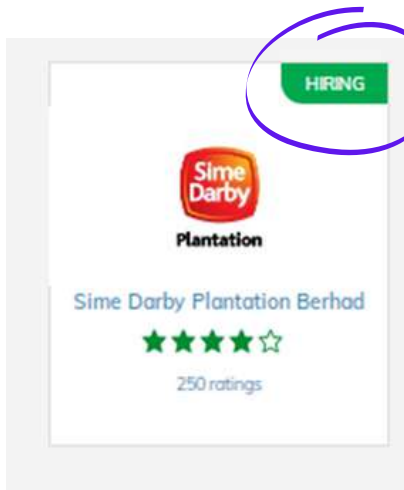 HIRING
Sime
Darby
Plantation
Sime Darby Plantation Berhad
250 ratings